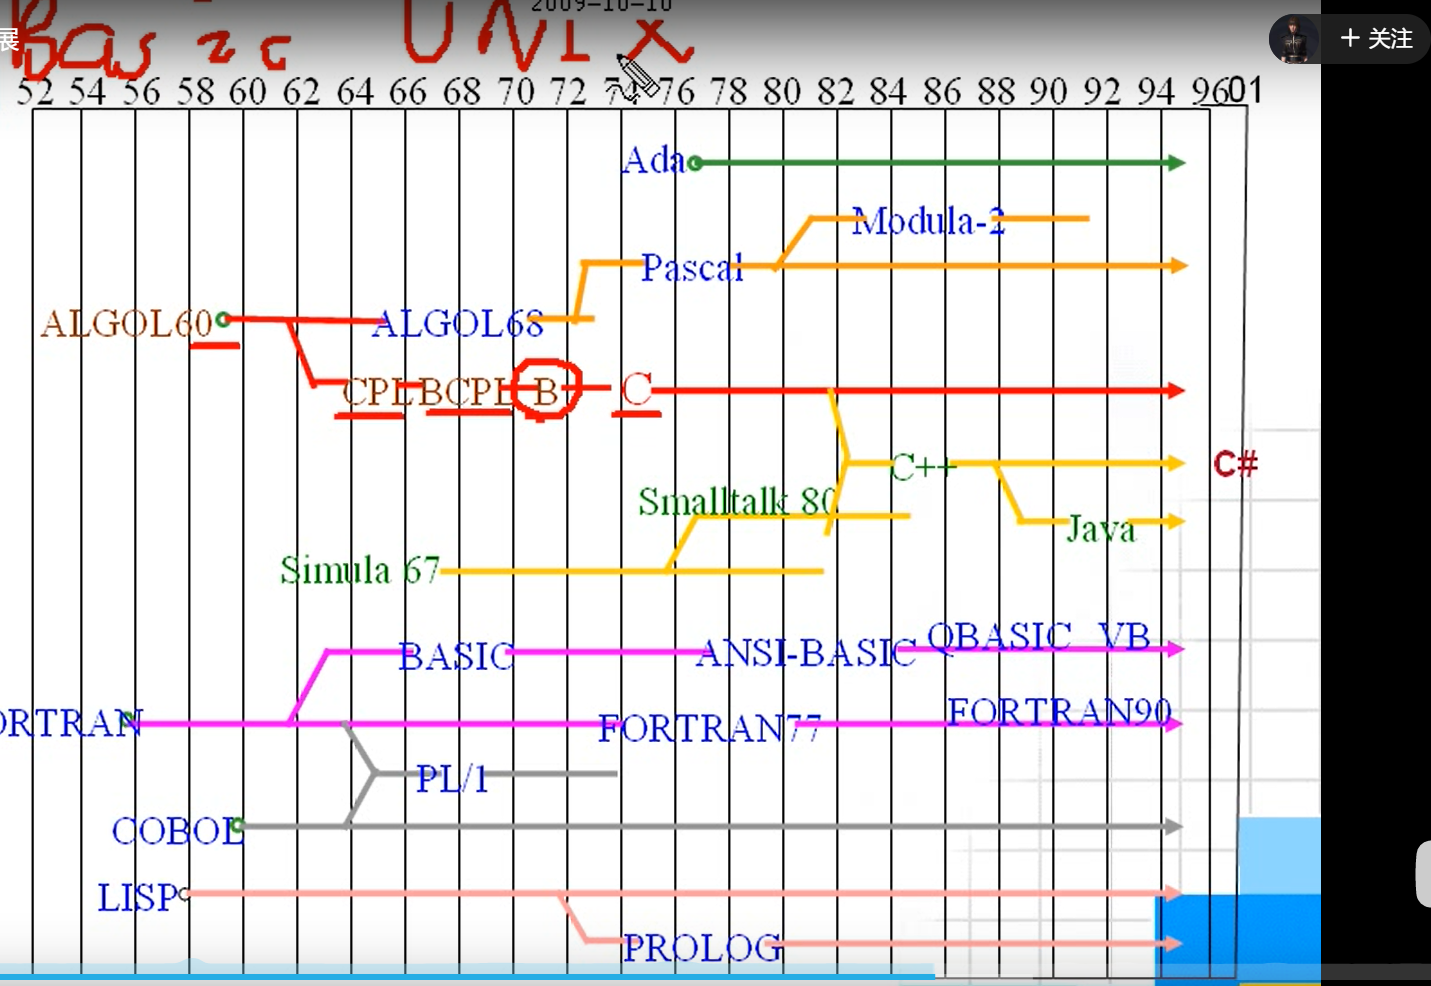 2009-10-10
展
Basic UNIX
+ 关注
52 54 56 58 60 62 64 66 68 70 72 74 76 78 80 82 84 86 88 90 92 94 96 01
Ada
Modula-2
Pascal
ALGOL60 ALGOL68
CPL BCPL B C
C++ C#
Smalltalk 80
Java
Simula 67
BASIC ANSI-BASIC QBASIC VB
ORTRAN FORTRAN77 FORTRAN90
PL/1
COBOL
LISP
PROLOG